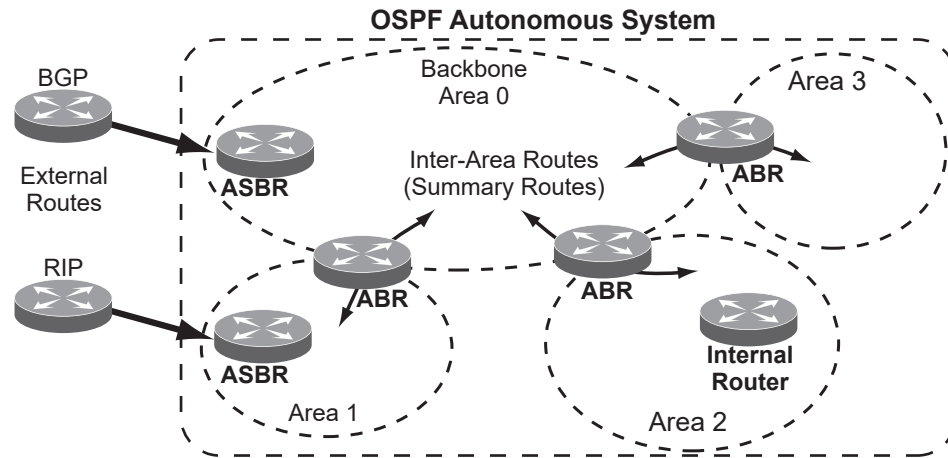 OSPF Autonomous System
BGP
Backbone
Area 0
Area 3
ASBR
External
Routes
Inter-Area Routes
(Summary Routes)
ABR
RIP
ABR
ABR
ASBR
Internal
Router
Area 1
Area 2